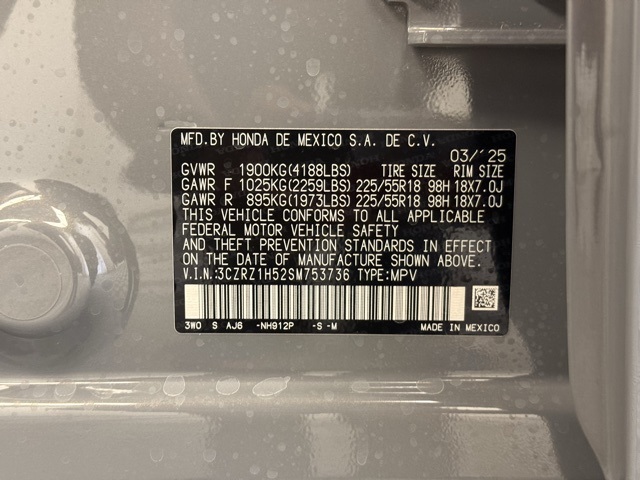 MFD.BY HONDA DE MEXICO S.A. DE C.V.
03/'25
GVWR 1900KG(4188LBS) TIRE SIZE RIM SIZE
GAWR F 1025KG(2259LBS) 225/55R18 98H 18X7.0J
GAWR R 895KG(1973LBS) 225/55R18 98H 18X7.0J
THIS VEHICLE CONFORMS TO ALL APPLICABLE
FEDERAL MOTOR VEHICLE SAFETY
AND THEFT PREVENTION STANDARDS IN EFFECT
ON THE DATE OF MANUFACTURE SHOWN ABOVE.
V.I.N.:3CZRZ1H52SM753736 TYPE:MPV
3W0 S AJ6 -NH912P -S -M MADE IN MEXICO